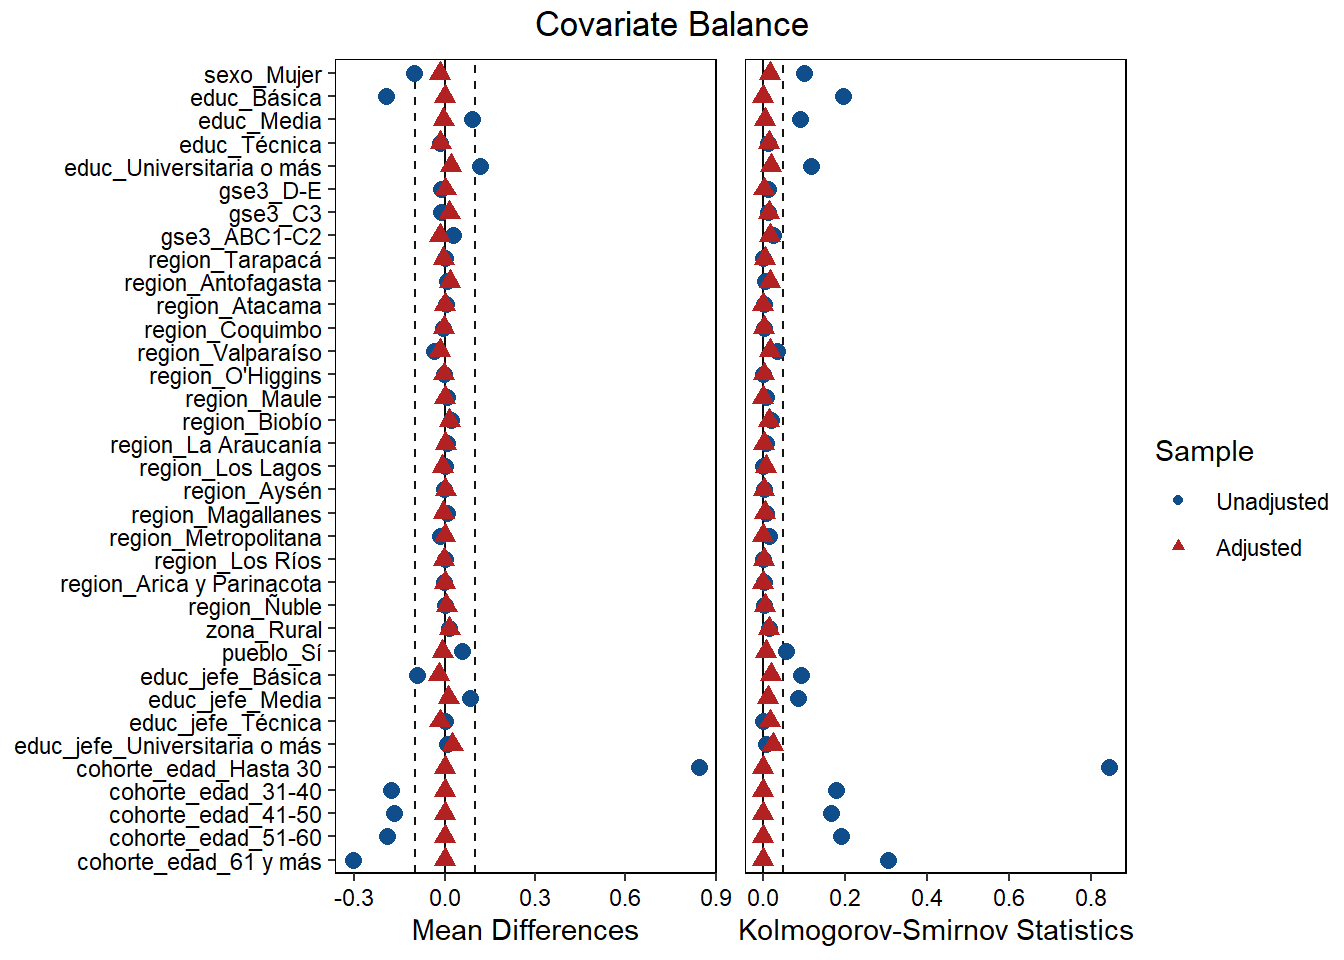 Covariate Balance
sexo_Mujer
educ_Básica
educ_Media
educ_Técnica
educ_Universitaria o más
gse3_D-E
gse3_C3
gse3_ABC1-C2
region_Tarapacá
region_Antofagasta
region_Atacama
region_Coquimbo
region_Valparaíso
region_O'Higgins
region_Maule
region_Biobío
region_La Araucanía
region_Los Lagos
region_Aysén
region_Magallanes
region_Metropolitana
region_Los Ríos
region_Arica y Parinacota
region_Ñuble
zona_Rural
pueblo_Sí
educ_jefe_Básica
educ_jefe_Media
educ_jefe_Técnica
educ_jefe_Universitaria o más
cohorte_edad_Hasta 30
cohorte_edad_31-40
cohorte_edad_41-50
cohorte_edad_51-60
cohorte_edad_61 y más
-0.3 0.0 0.3 0.6 0.9
Mean Differences
0.0 0.2 0.4 0.6 0.8
Kolmogorov-Smirnov Statistics
Sample
Unadjusted
Adjusted